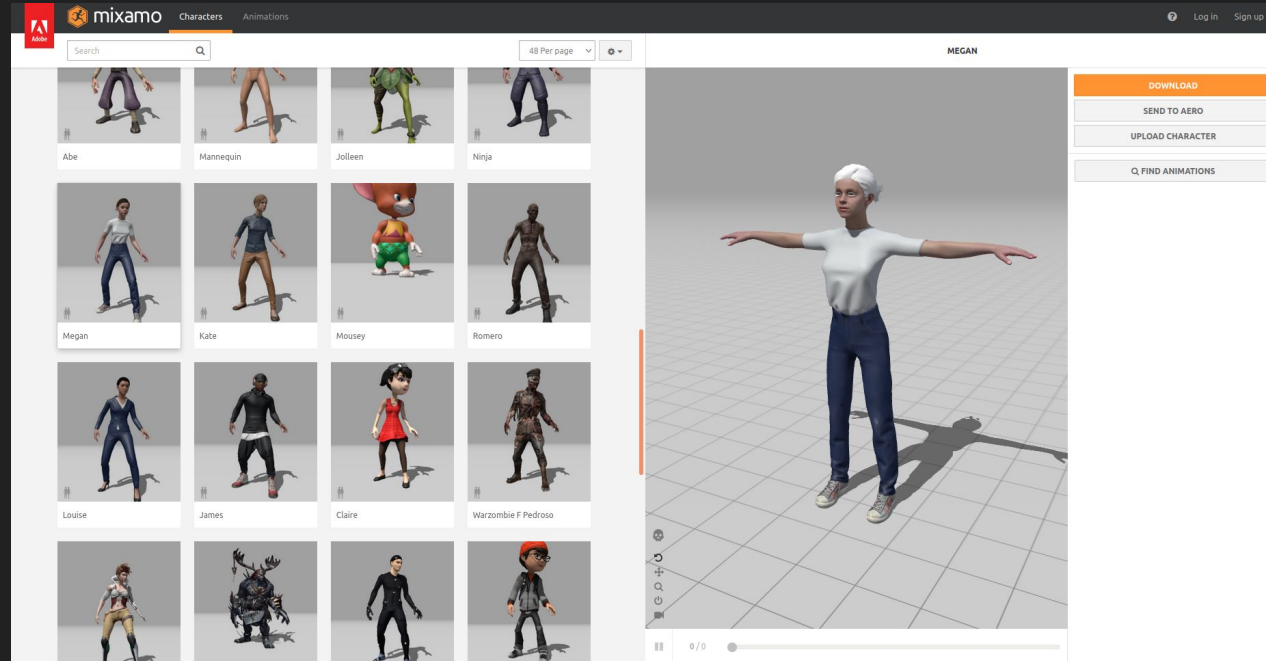 Adobe
mixamo
Characters
Animations
Log in
Sign up
Search
48 Per page
MEGAN
Abe
Mannequin
Jolleen
Ninja
Megan
Kate
Mousey
Romero
Louise
James
Claire
Warzombie F Pedroso
DOWNLOAD
SEND TO AERO
UPLOAD CHARACTER
FIND ANIMATIONS
0 / 0